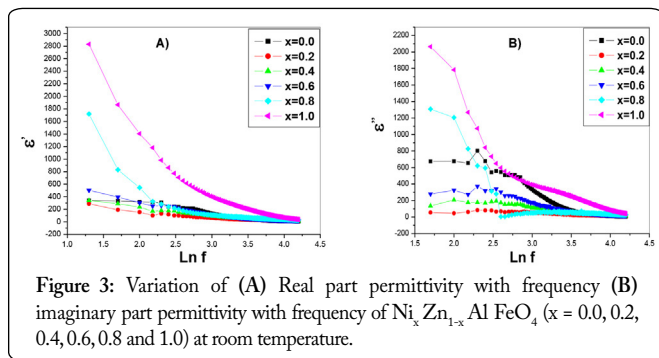 A)
x=0.0
x=0.2
x=0.4
x=0.6
x=0.8
x=1.0
3000
2800
2600
2400
2200
2000
1800
1600
1400
1200
1000
800
600
400
200
0
ε'
1.0 1.5 2.0 2.5 3.0 3.5 4.0 4.5
Ln f
B)
x=0.0
x=0.2
x=0.4
x=0.6
x=0.8
x=1.0
2200
2000
1800
1600
1400
1200
1000
800
600
400
200
0
ε''
1.5 2.0 2.5 3.0 3.5 4.0 4.5
Ln f
Figure 3: Variation of (A) Real part permittivity with frequency (B)
imaginary part permittivity with frequency of Niₓ Zn₁₋ₓ Al FeO₄ (x = 0.0, 0.2,
0.4, 0.6, 0.8 and 1.0) at room temperature.